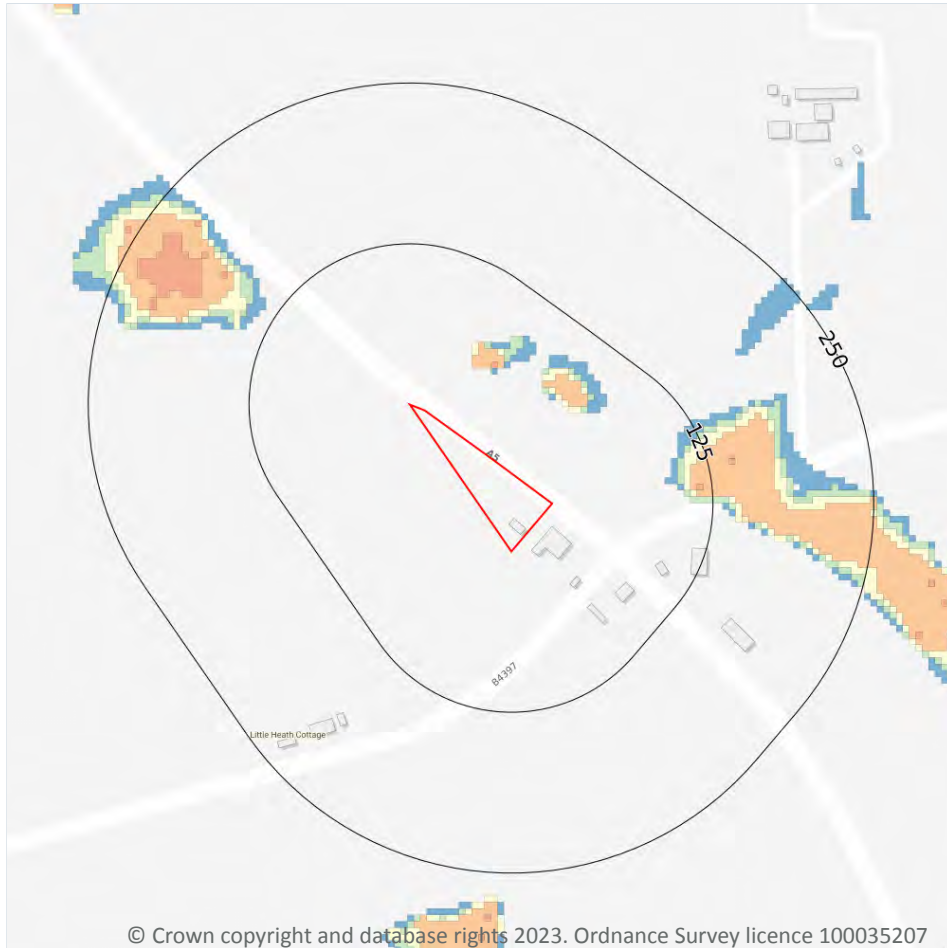 250
125
A5
B4397
Little Heath Cottage
© Crown copyright and database rights 2023. Ordnance Survey licence 100035207